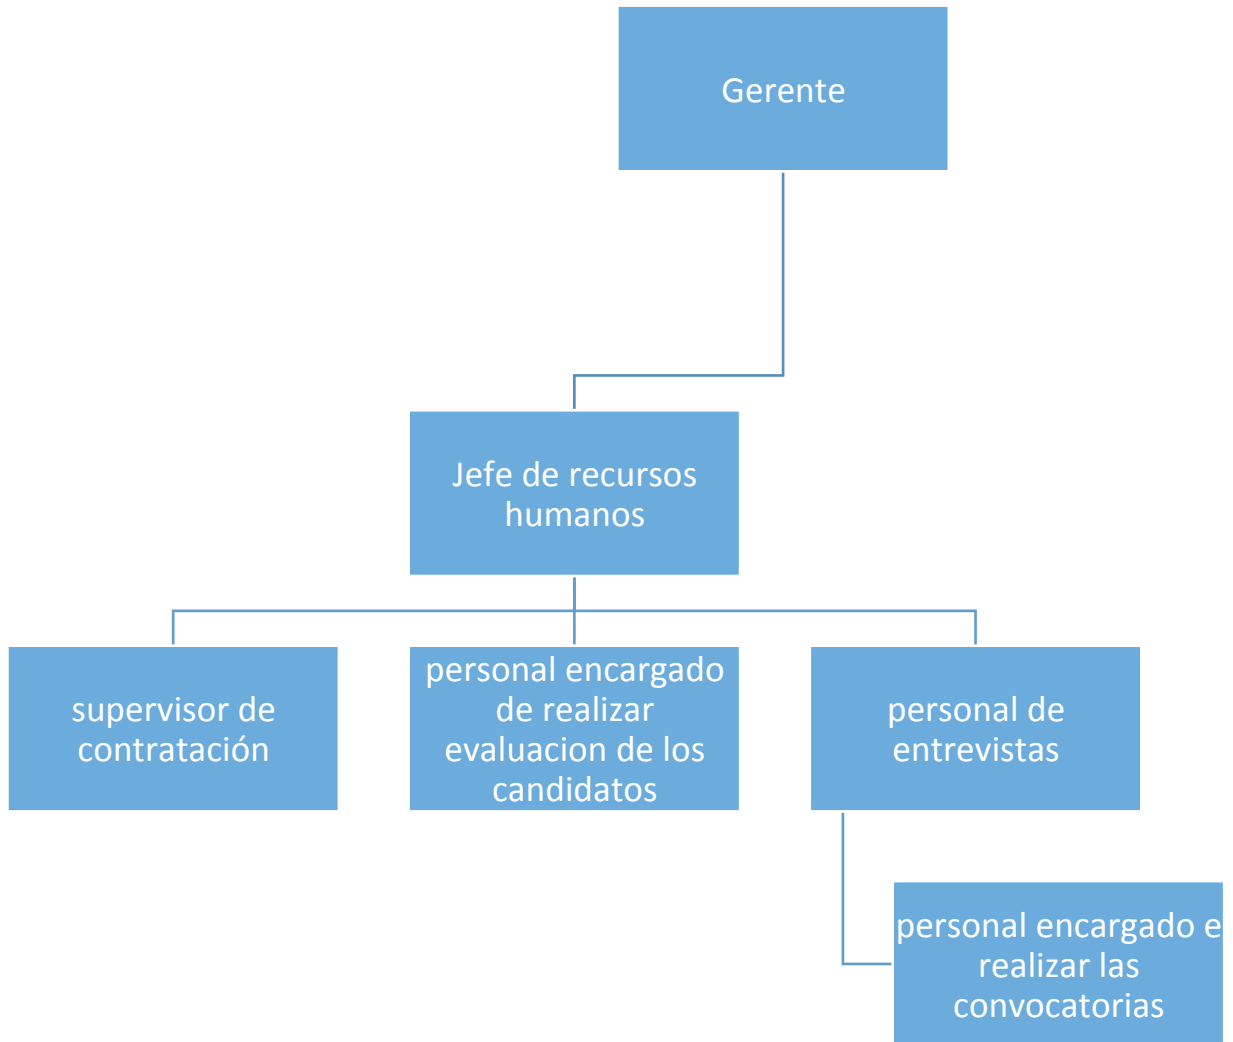 Gerente
Jefe de recursos
humanos
supervisor de
contratación
personal encargado
de realizar
evaluacion de los
candidatos
personal de
entrevistas
personal encargado e
realizar las
convocatorias